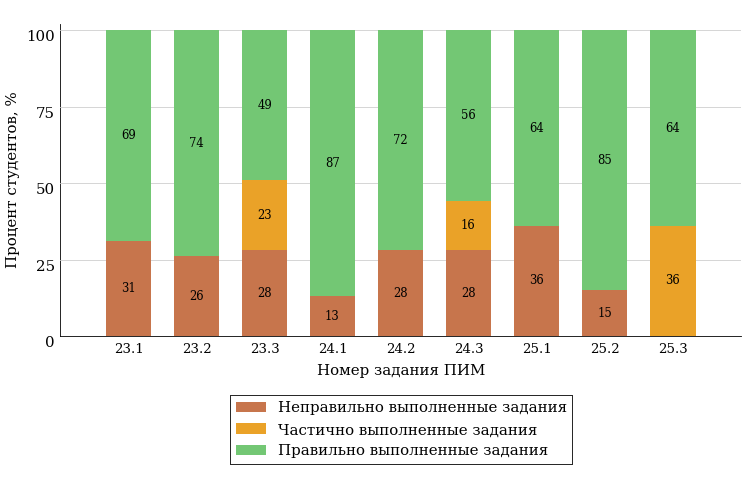 100
75
50
25
0
Процент студентов, %
69 74 49 87 72 56 64 85 64
23 16 36
31 26 28 13 28 28 36 15
23.1 23.2 23.3 24.1 24.2 24.3 25.1 25.2 25.3
Номер задания ПИМ
Неправильно выполненные задания
Частично выполненные задания
Правильно выполненные задания